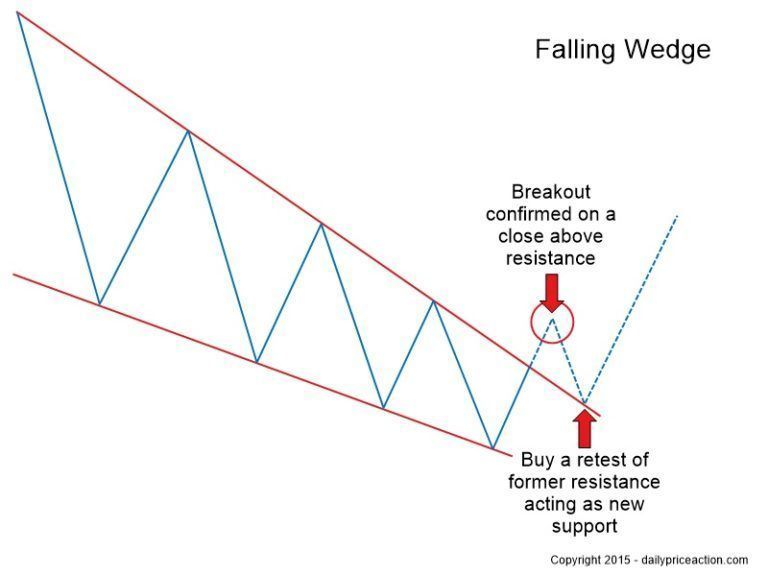 Falling Wedge
Breakout
confirmed on a
close above
resistance
Buy a retest of
former resistance
acting as new
support
Copyright 2015 - dailypriceaction.com